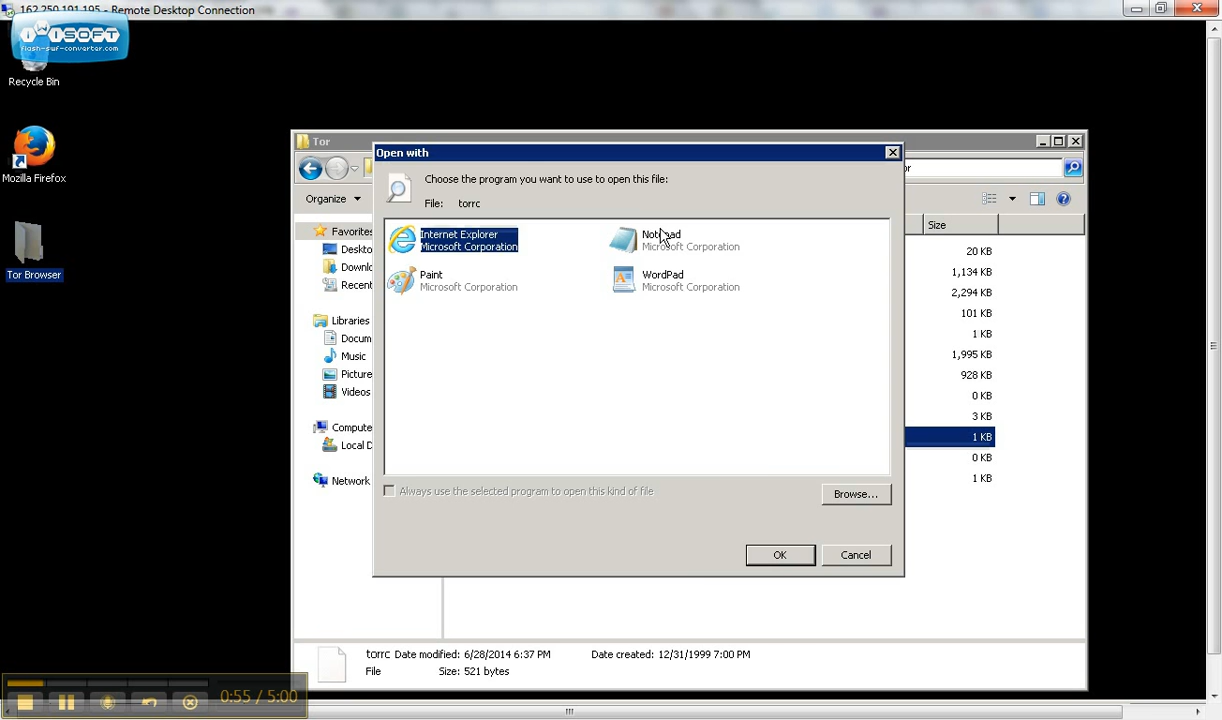 162.250.191.195 - Remote Desktop Connection
iWiSOFT
flash-swf-converter.com
Recycle Bin
Mozilla Firefox
Tor Browser
Tor
Open with
Choose the program you want to use to open this file:
File: torrc
Internet Explorer
Microsoft Corporation
Notepad
Microsoft Corporation
Paint
Microsoft Corporation
WordPad
Microsoft Corporation
Always use the selected program to open this kind of file
Browse...
OK
Cancel
or
Organize
Favorites
Deskto
Downlo
Recent
Libraries
Docum
Music
Picture
Videos
Compute
Local D
Network
Size
20 KB
1,134 KB
2,294 KB
101 KB
1 KB
1,995 KB
928 KB
0 KB
3 KB
1 KB
0 KB
1 KB
torrc Date modified: 6/28/2014 6:37 PM Date created: 12/31/1999 7:00 PM
File Size: 521 bytes
0:55 / 5:00